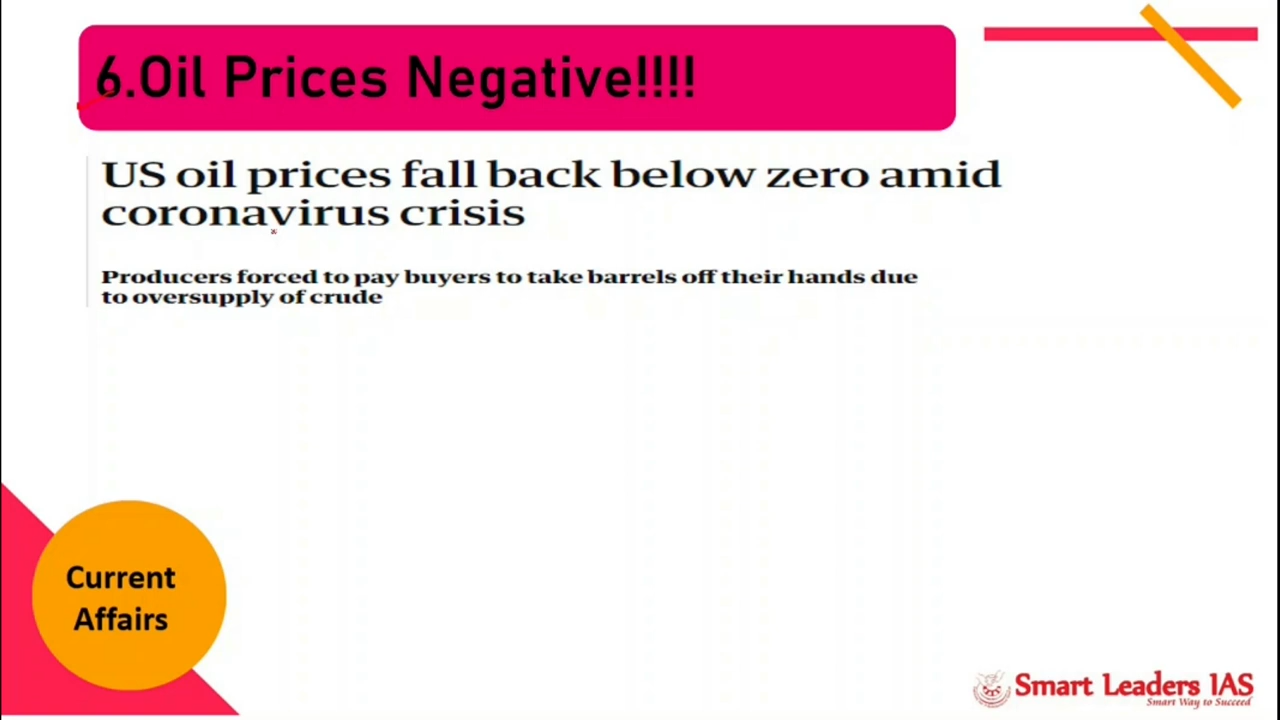 6.Oil Prices Negative!!!!
US oil prices fall back below zero amid
coronavirus crisis
Producers forced to pay buyers to take barrels off their hands due
to oversupply of crude
Current
Affairs
Smart Leaders IAS
Smart Way to Succeed